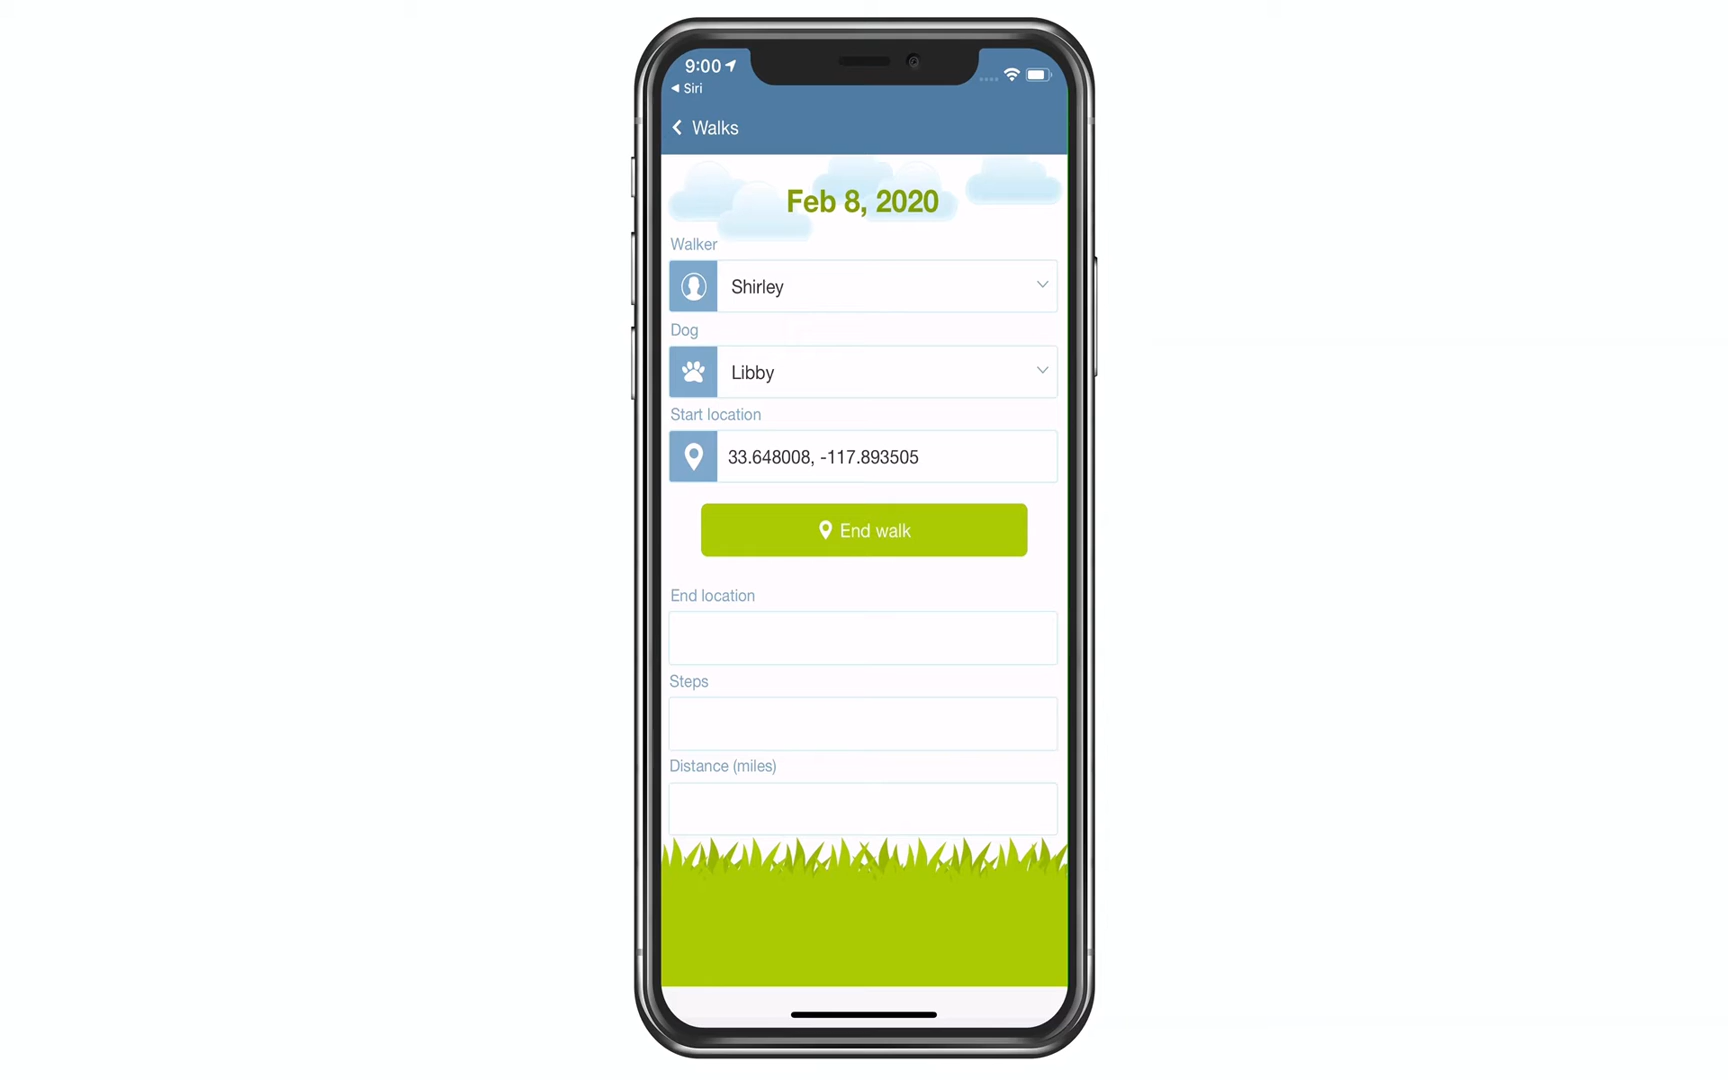 9:00
Siri
Walks
Feb 8, 2020
Walker
Shirley
Dog
Libby
Start location
33.648008, -117.893505
End walk
End location
Steps
Distance (miles)